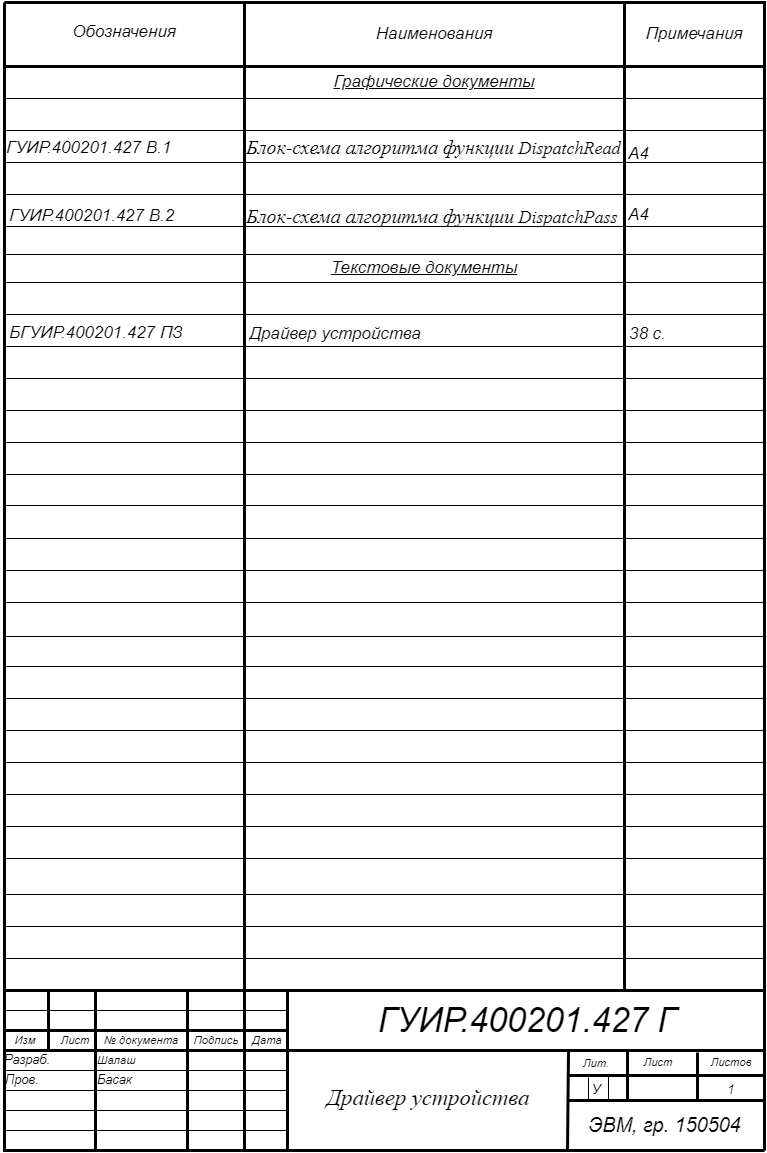 Обозначения Наименования Примечания
Графические документы
ГУИР.400201.427 В.1 Блок-схема алгоритма функции DispatchRead А4
ГУИР.400201.427 В.2 Блок-схема алгоритма функции DispatchPass А4
Текстовые документы
БГУИР.400201.427 ПЗ Драйвер устройства 38 с.
ГУИР.400201.427 Г
Изм Лист № документа Подпись Дата
Разраб. Шалаш
Пров. Басак
Драйвер устройства
Лит. Лист Листов
У 1
ЭВМ, гр. 150504